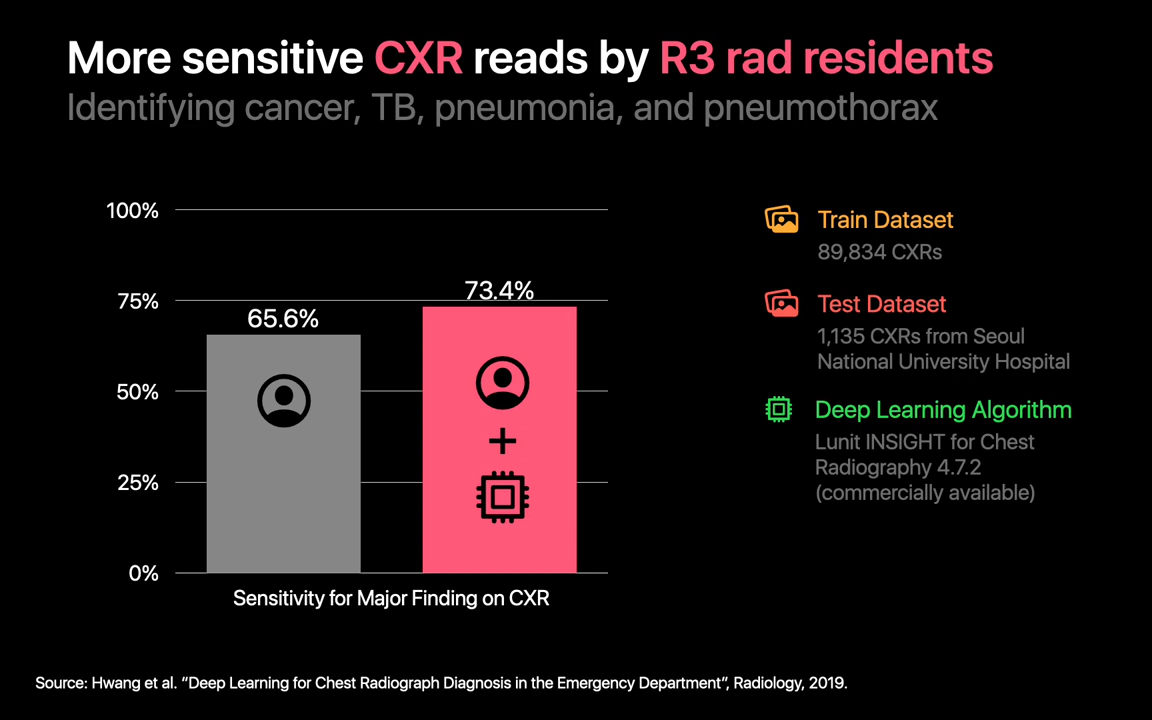 More sensitive CXR reads by R3 rad residents
Identifying cancer, TB, pneumonia, and pneumothorax
100%
75%
50%
25%
0%
65.6%
73.4%
Sensitivity for Major Finding on CXR
Train Dataset
89,834 CXRs
Test Dataset
1,135 CXRs from Seoul
National University Hospital
Deep Learning Algorithm
Lunit INSIGHT for Chest
Radiography 4.7.2
(commercially available)
Source: Hwang et al. “Deep Learning for Chest Radiograph Diagnosis in the Emergency Department”, Radiology, 2019.